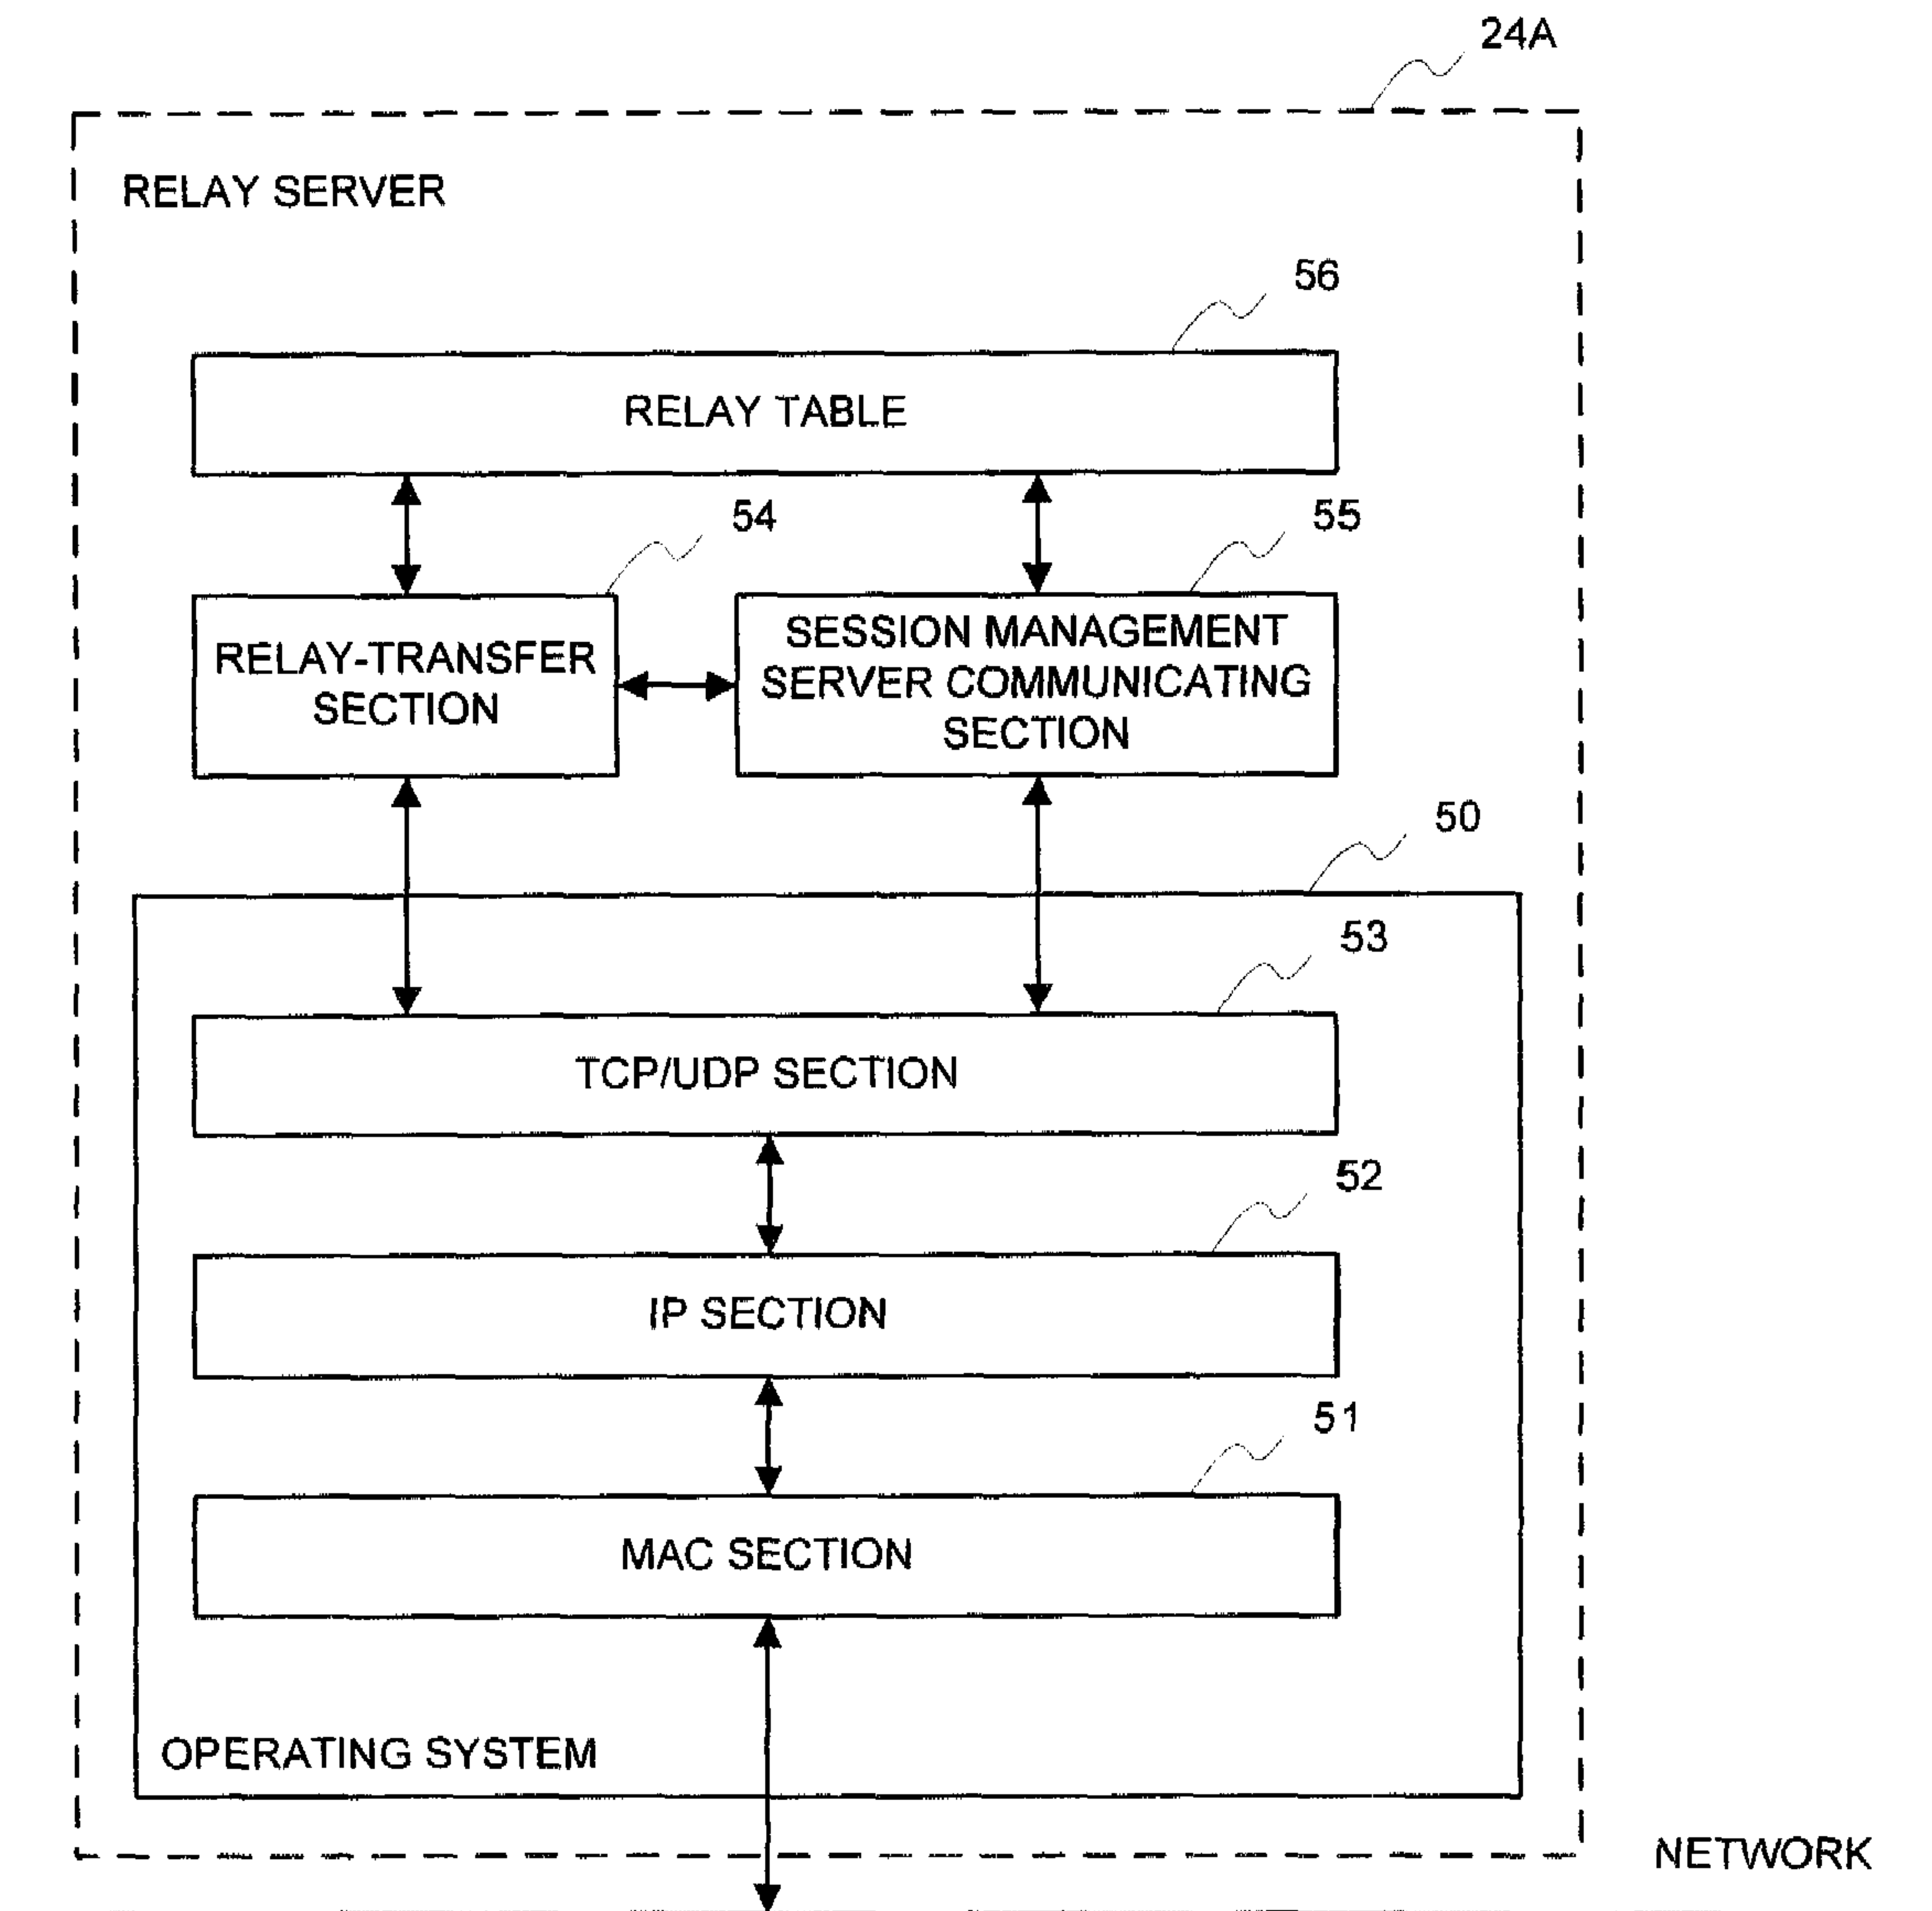 24A
RELAY SERVER
56
RELAY TABLE
54
55
RELAY-TRANSFER
SECTION
SESSION MANAGEMENT
SERVER COMMUNICATING
SECTION
50
53
TCP/UDP SECTION
52
IP SECTION
51
MAC SECTION
OPERATING SYSTEM
NETWORK